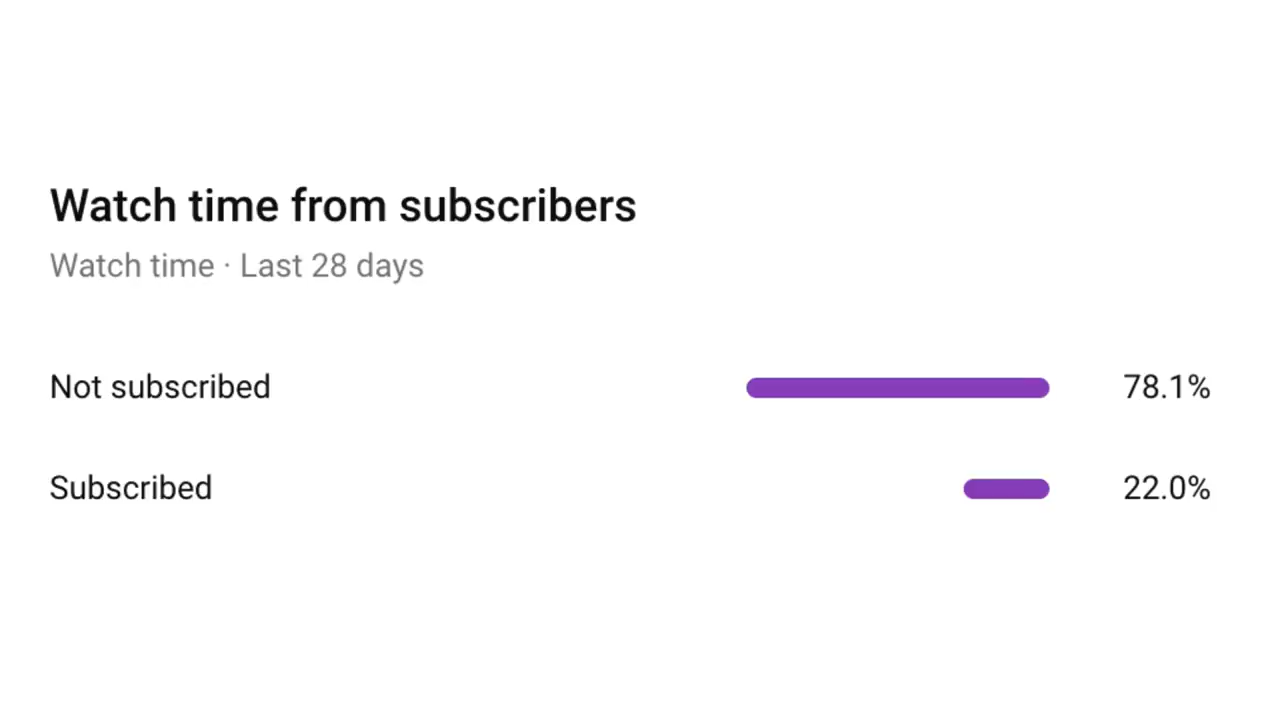 Watch time from subscribers
Watch time · Last 28 days
Not subscribed 78.1%
Subscribed 22.0%